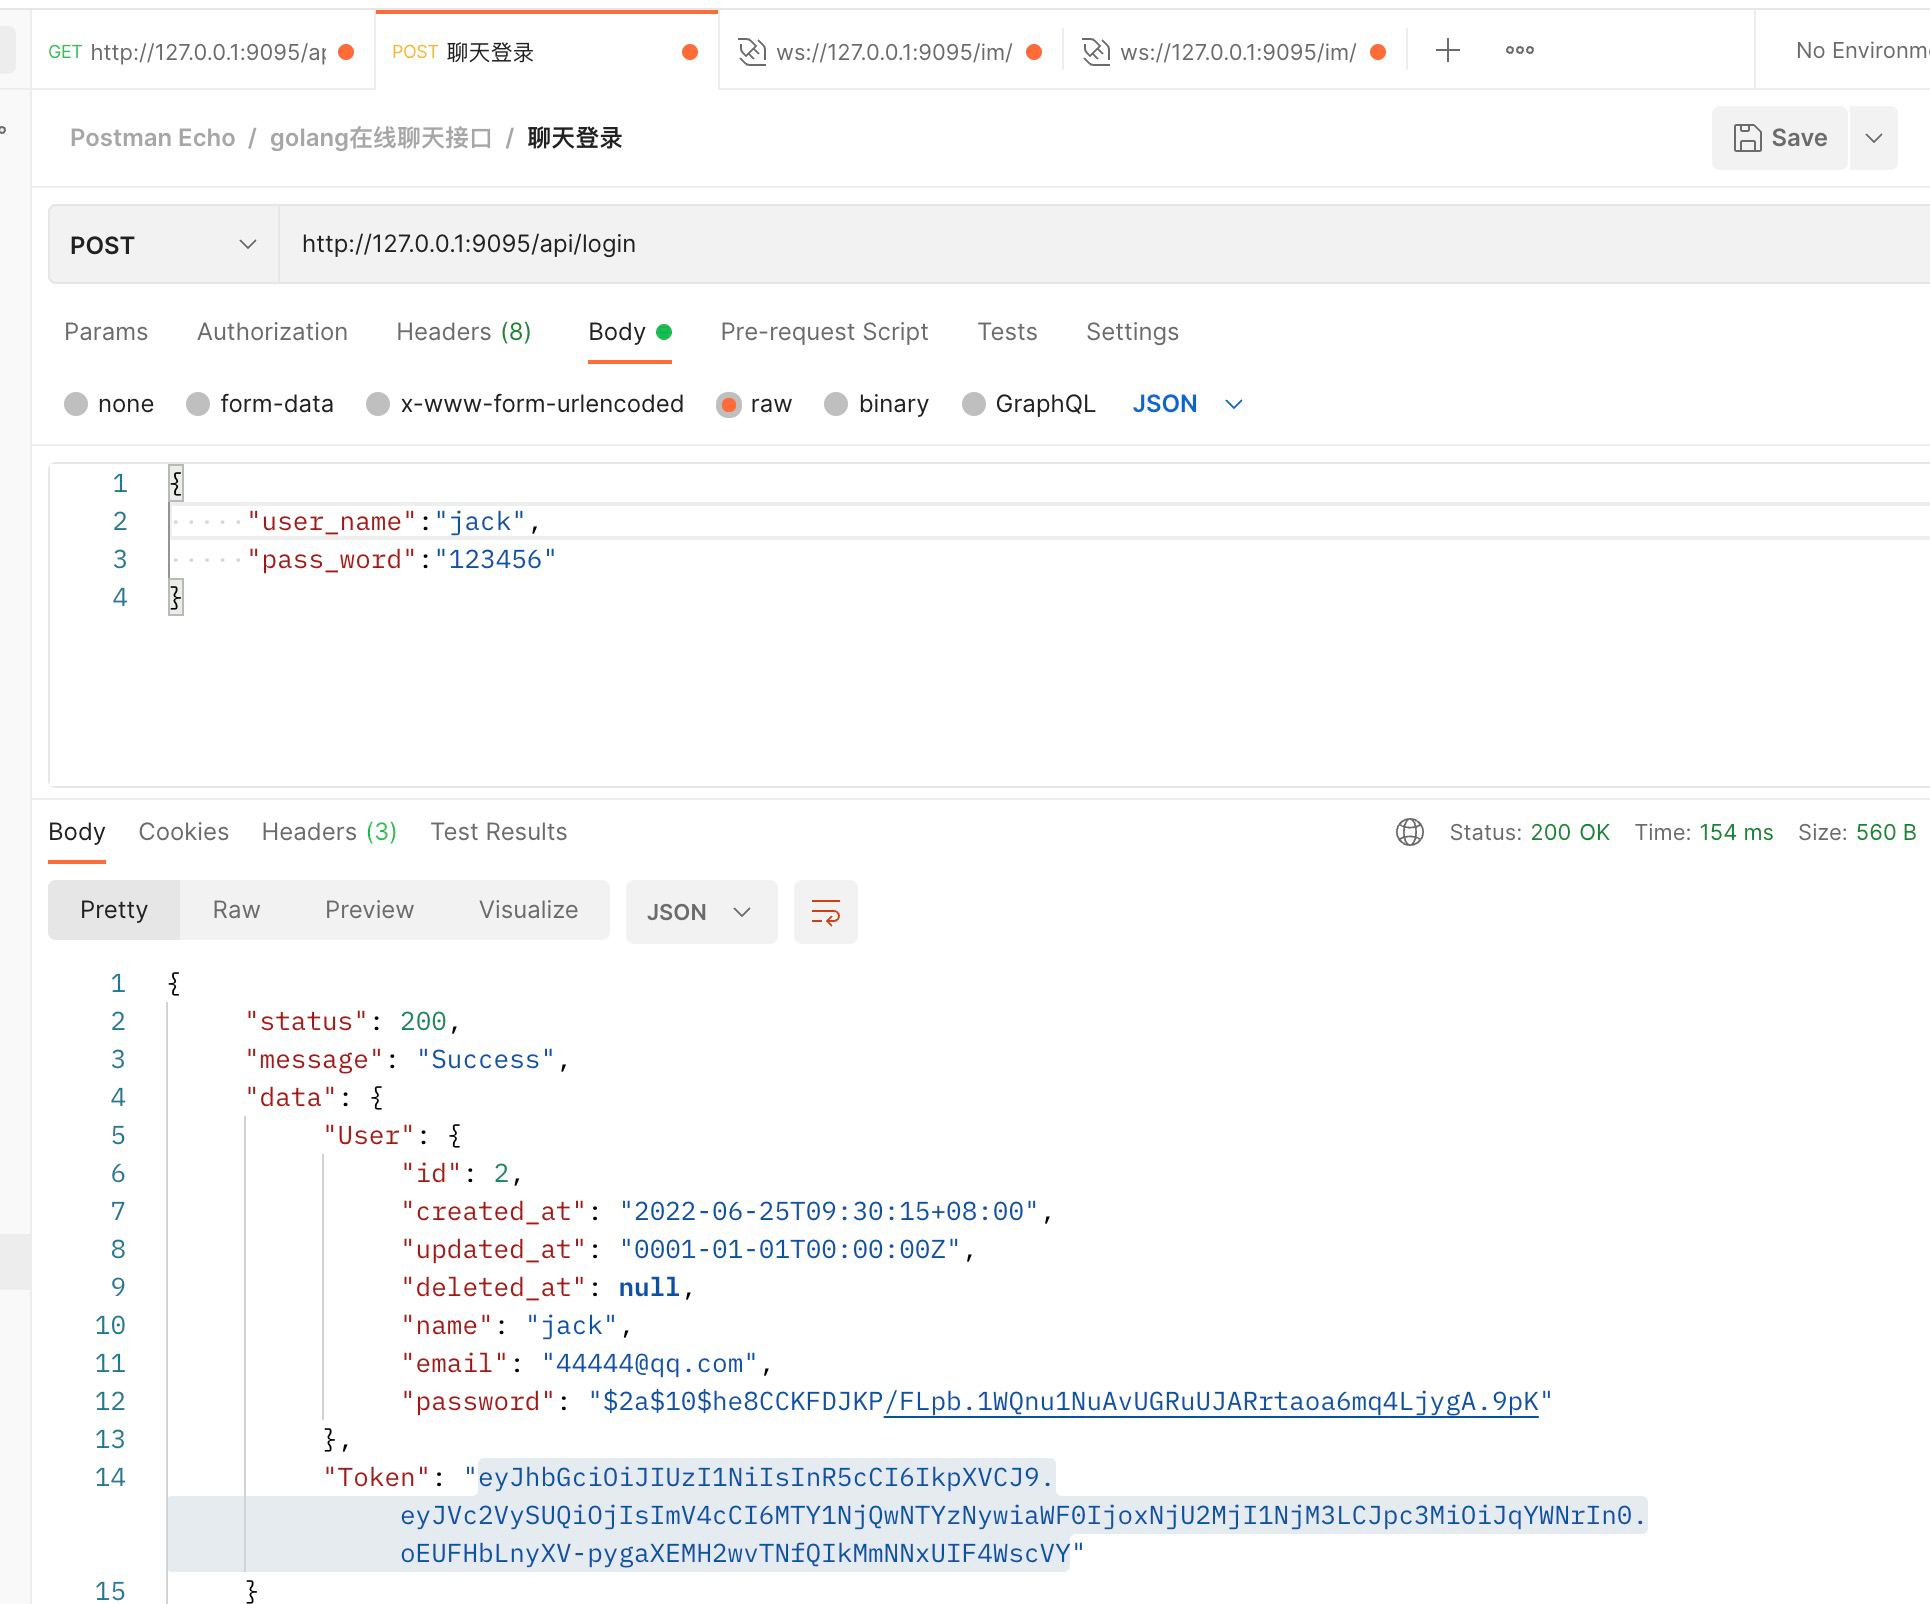 GET http://127.0.0.1:9095/ap
POST 聊天登录
ws://127.0.0.1:9095/im/
ws://127.0.0.1:9095/im/
No Environm
Postman Echo / golang在线聊天接口 / 聊天登录
Save
POST http://127.0.0.1:9095/api/login
Params Authorization Headers (8) Body Pre-request Script Tests Settings
none form-data x-www-form-urlencoded raw binary GraphQL JSON
1 {
2 "user_name":"jack",
3 "pass_word":"123456"
4 }
Body Cookies Headers (3) Test Results Status: 200 OK Time: 154 ms Size: 560 B
Pretty Raw Preview Visualize JSON
1 {
2 "status": 200,
3 "message": "Success",
4 "data": {
5 "User": {
6 "id": 2,
7 "created_at": "2022-06-25T09:30:15+08:00",
8 "updated_at": "0001-01-01T00:00:00Z",
9 "deleted_at": null,
10 "name": "jack",
11 "email": "44444@qq.com",
12 "password": "$2a$10$he8CCKFDJKP/FLpb.1WQnu1NuAvUGRuUJARrtaoa6mq4LjygA.9pK"
13 },
14 "Token": "eyJhbGciOiJIUzI1NiIsInR5cCI6IkpXVCJ9.
eyJVc2VySUQiOjIsImV4cCI6MTY1NjQwNTYzNywiaWF0IjoxNjU2MjI1NjM3LCJpc3MiOiJqYWNrIn0.
oEUFHbLnyXV-pygaXEMH2wvTNfQIkMmNNxUIF4WscVY"
15 }